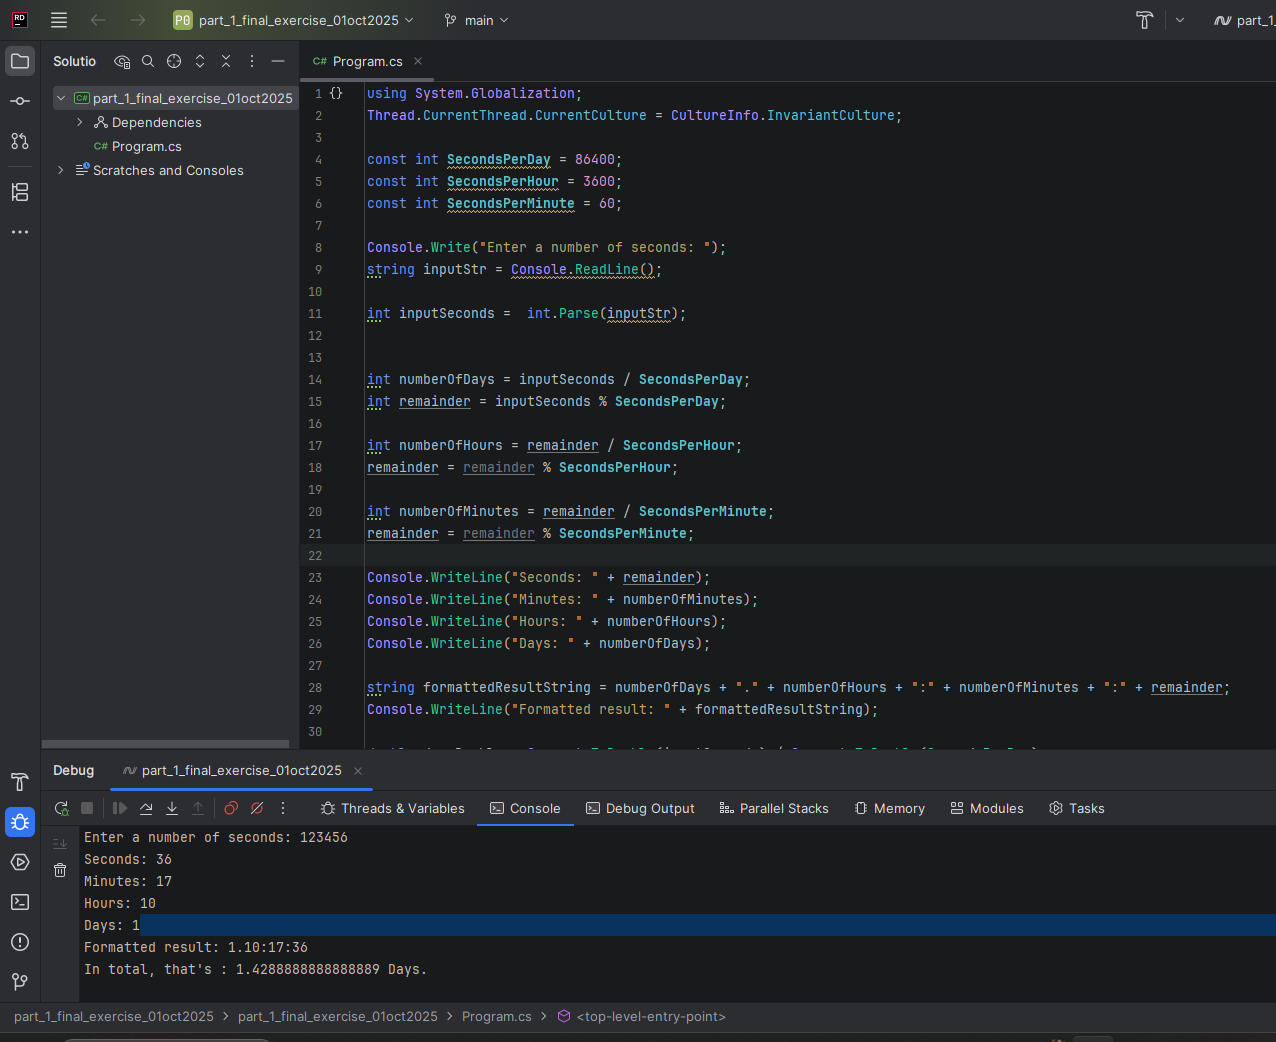 RD
P0 part_1_final_exercise_01oct2025
main
part_1
Solutio
part_1_final_exercise_01oct2025
Dependencies
C# Program.cs
Scratches and Consoles
C# Program.cs
1 {} using System.Globalization;
2 Thread.CurrentThread.CurrentCulture = CultureInfo.InvariantCulture;
3
4 const int SecondsPerDay = 86400;
5 const int SecondsPerHour = 3600;
6 const int SecondsPerMinute = 60;
7
8 Console.Write("Enter a number of seconds: ");
9 string inputStr = Console.ReadLine();
10
11 int inputSeconds =  int.Parse(inputStr);
12
13
14 int numberOfDays = inputSeconds / SecondsPerDay;
15 int remainder = inputSeconds % SecondsPerDay;
16
17 int numberOfHours = remainder / SecondsPerHour;
18 remainder = remainder % SecondsPerHour;
19
20 int numberOfMinutes = remainder / SecondsPerMinute;
21 remainder = remainder % SecondsPerMinute;
22
23 Console.WriteLine("Seconds: " + remainder);
24 Console.WriteLine("Minutes: " + numberOfMinutes);
25 Console.WriteLine("Hours: " + numberOfHours);
26 Console.WriteLine("Days: " + numberOfDays);
27
28 string formattedResultString = numberOfDays + "." + numberOfHours + ":" + numberOfMinutes + ":" + remainder;
29 Console.WriteLine("Formatted result: " + formattedResultString);
30
Debug part_1_final_exercise_01oct2025
Threads & Variables Console Debug Output Parallel Stacks Memory Modules Tasks
Enter a number of seconds: 123456
Seconds: 36
Minutes: 17
Hours: 10
Days: 1
Formatted result: 1.10:17:36
In total, that's : 1.4288888888888889 Days.
part_1_final_exercise_01oct2025 > part_1_final_exercise_01oct2025 > Program.cs > <top-level-entry-point>